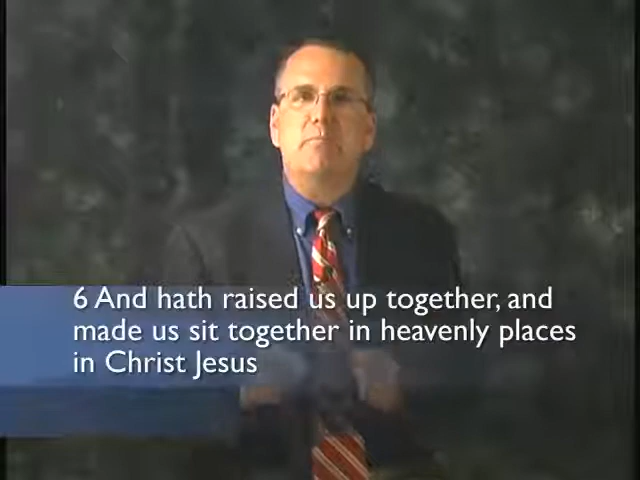 6 And hath raised us up together, and
made us sit together in heavenly places
in Christ Jesus